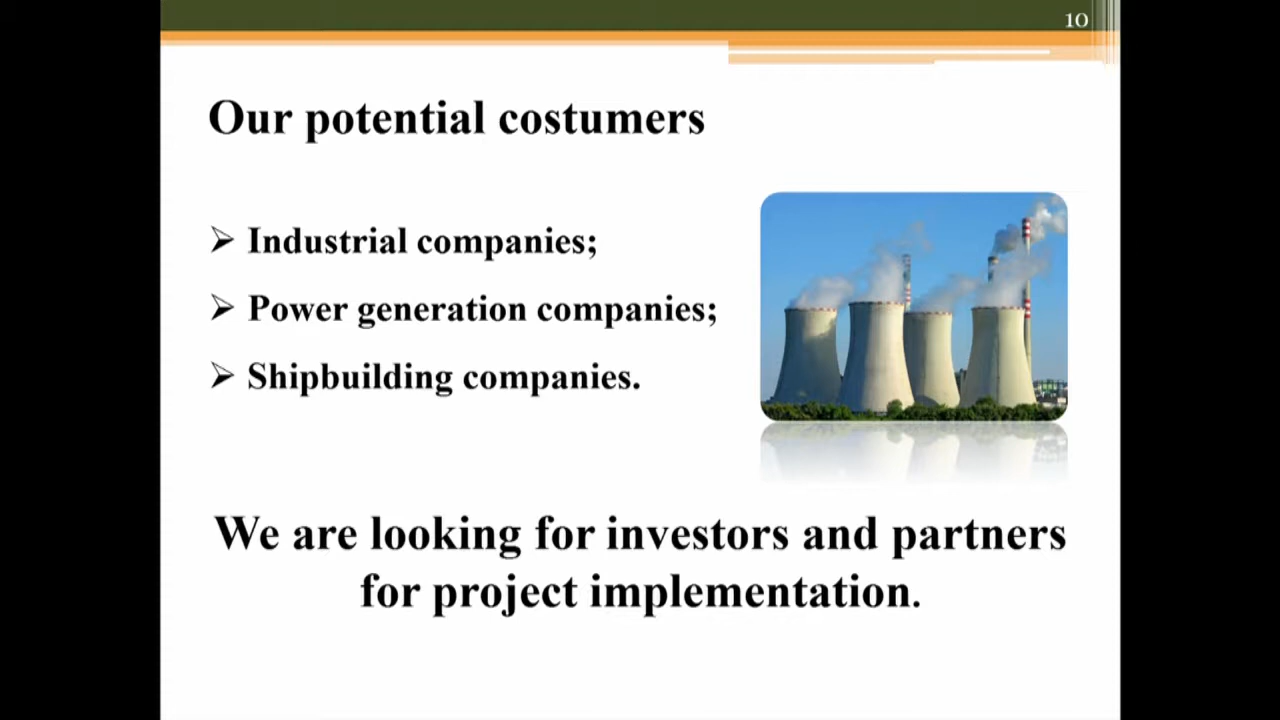 10
Our potential costumers
➢ Industrial companies;
➢ Power generation companies;
➢ Shipbuilding companies.
We are looking for investors and partners
for project implementation.